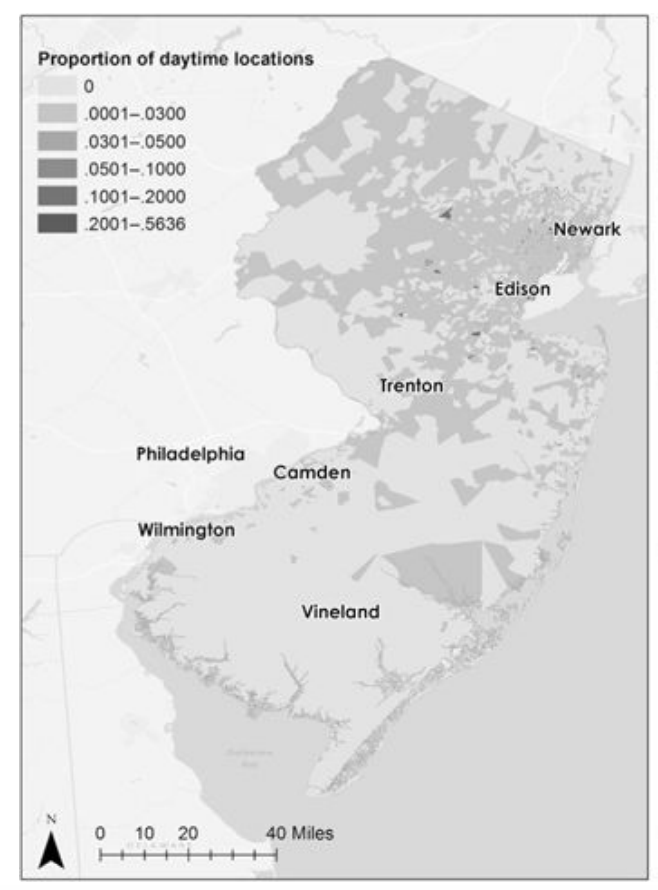 Proportion of daytime locations
0
.0001–.0300
.0301–.0500
.0501–.1000
.1001–.2000
.2001–.5636
Newark
Edison
Trenton
Philadelphia
Camden
Wilmington
Vineland
N
0 10 20 40 Miles